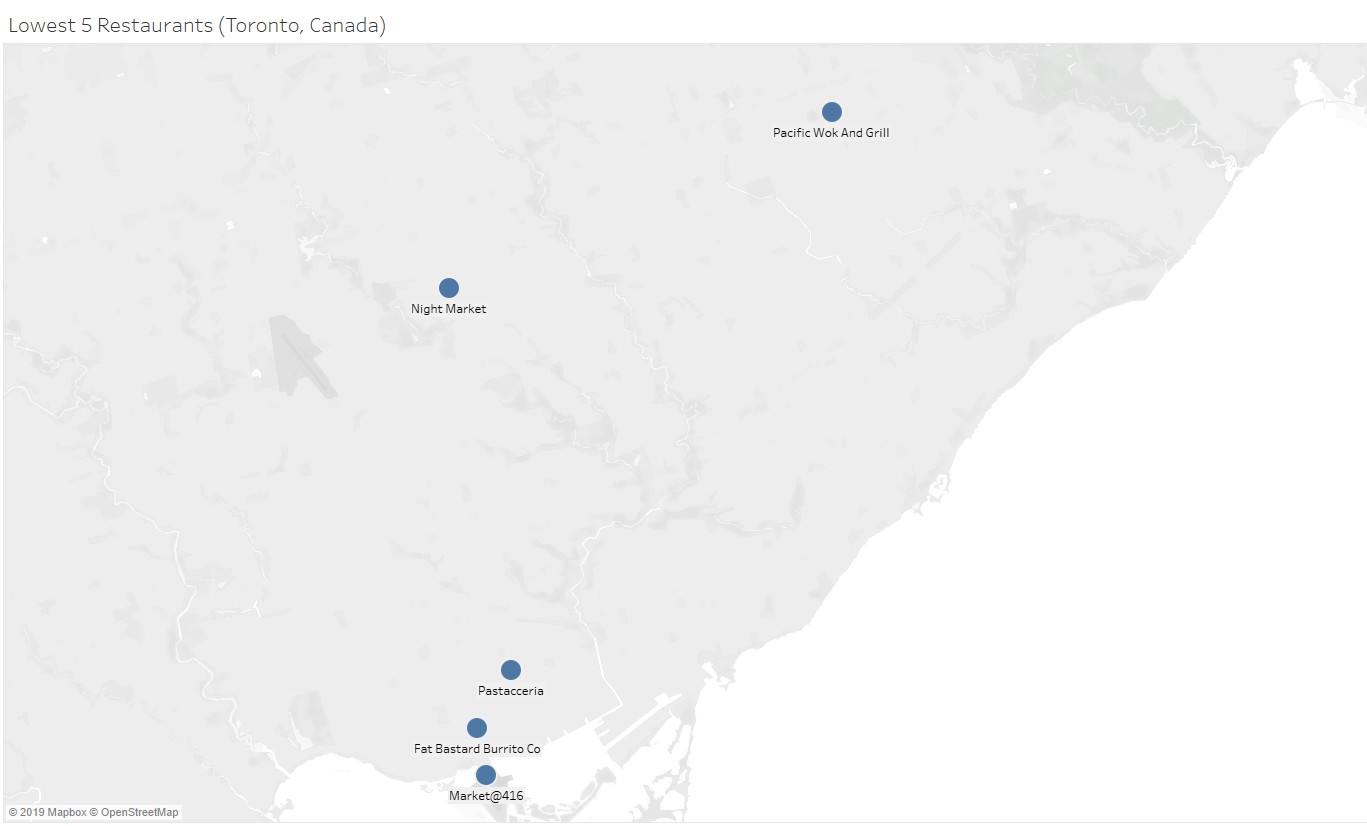 Lowest 5 Restaurants (Toronto, Canada)
Pacific Wok And Grill
Night Market
Pastacceria
Fat Bastard Burrito Co
Market@416
© 2019 Mapbox © OpenStreetMap